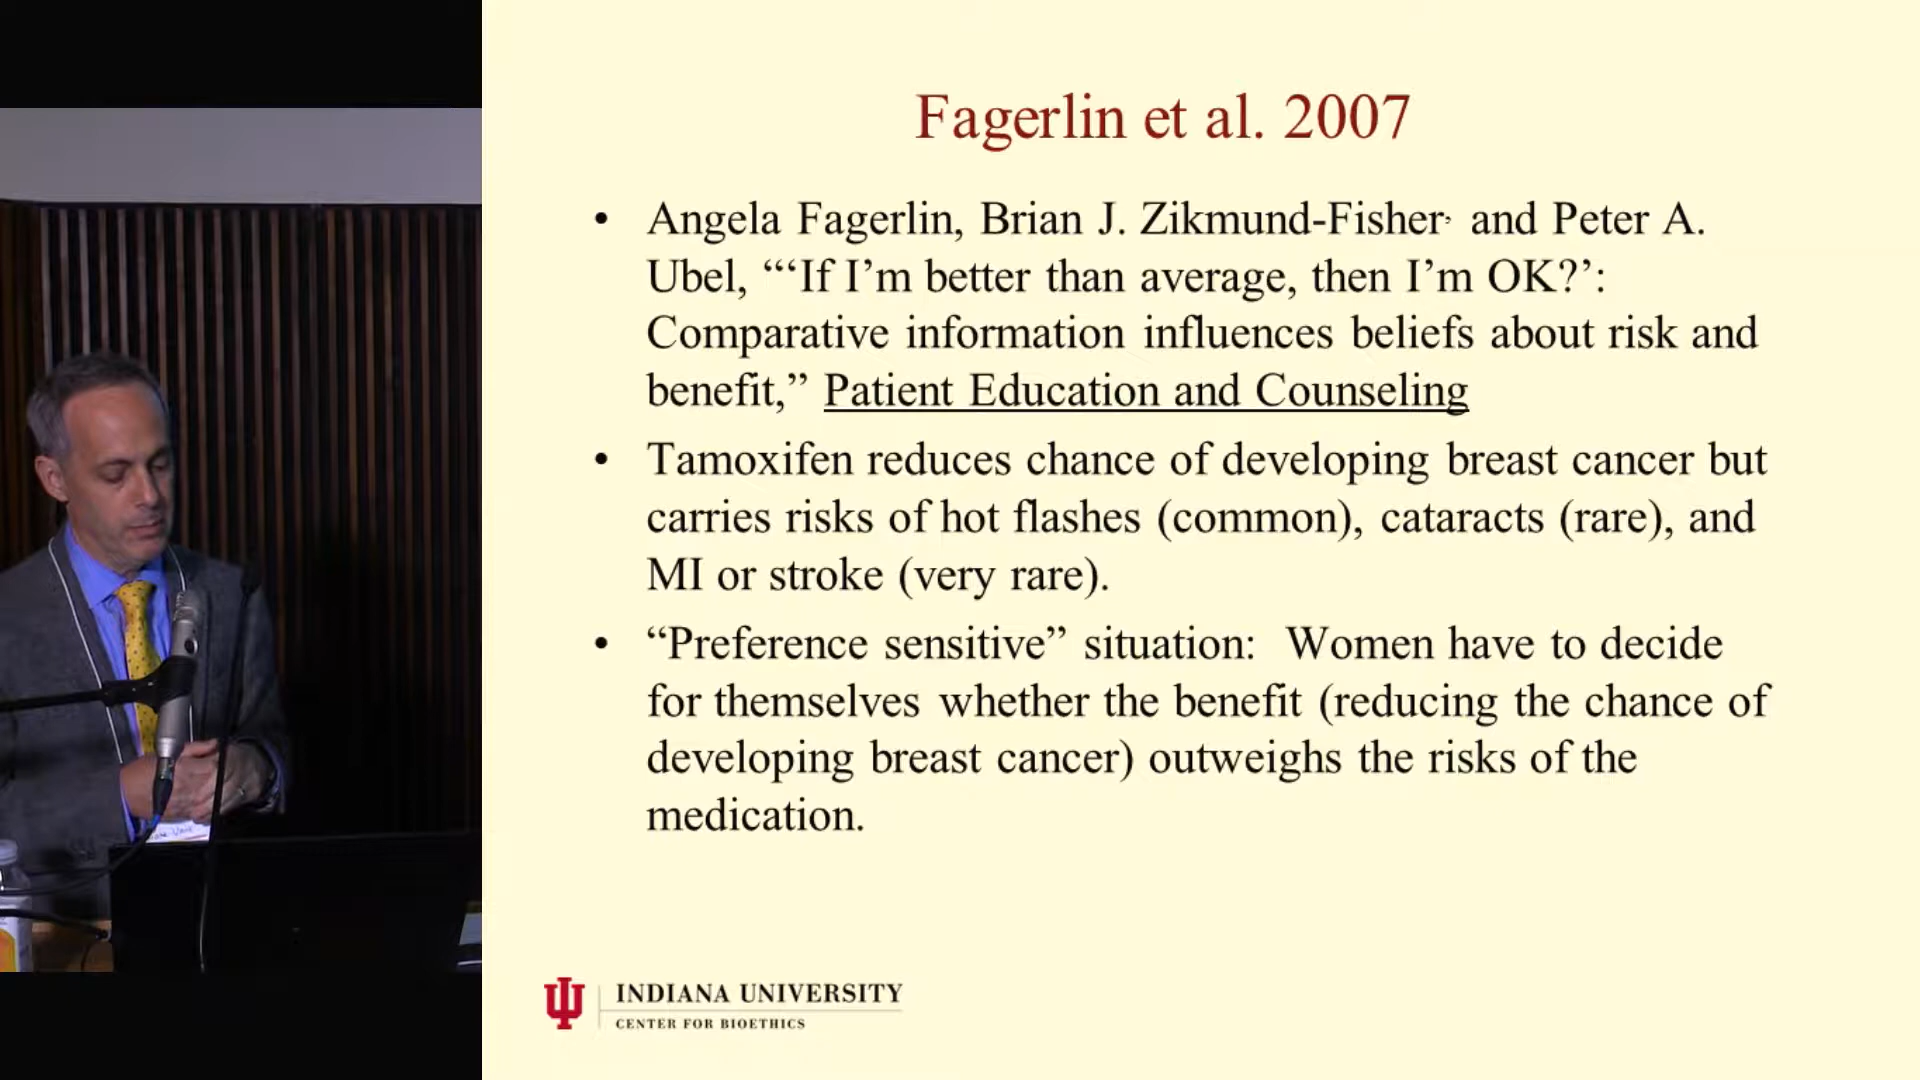 Fagerlin et al. 2007
• Angela Fagerlin, Brian J. Zikmund-Fisher, and Peter A.
Ubel, “‘If I’m better than average, then I’m OK?’:
Comparative information influences beliefs about risk and
benefit,” Patient Education and Counseling
• Tamoxifen reduces chance of developing breast cancer but
carries risks of hot flashes (common), cataracts (rare), and
MI or stroke (very rare).
• “Preference sensitive” situation: Women have to decide
for themselves whether the benefit (reducing the chance of
developing breast cancer) outweighs the risks of the
medication.
INDIANA UNIVERSITY
CENTER FOR BIOETHICS